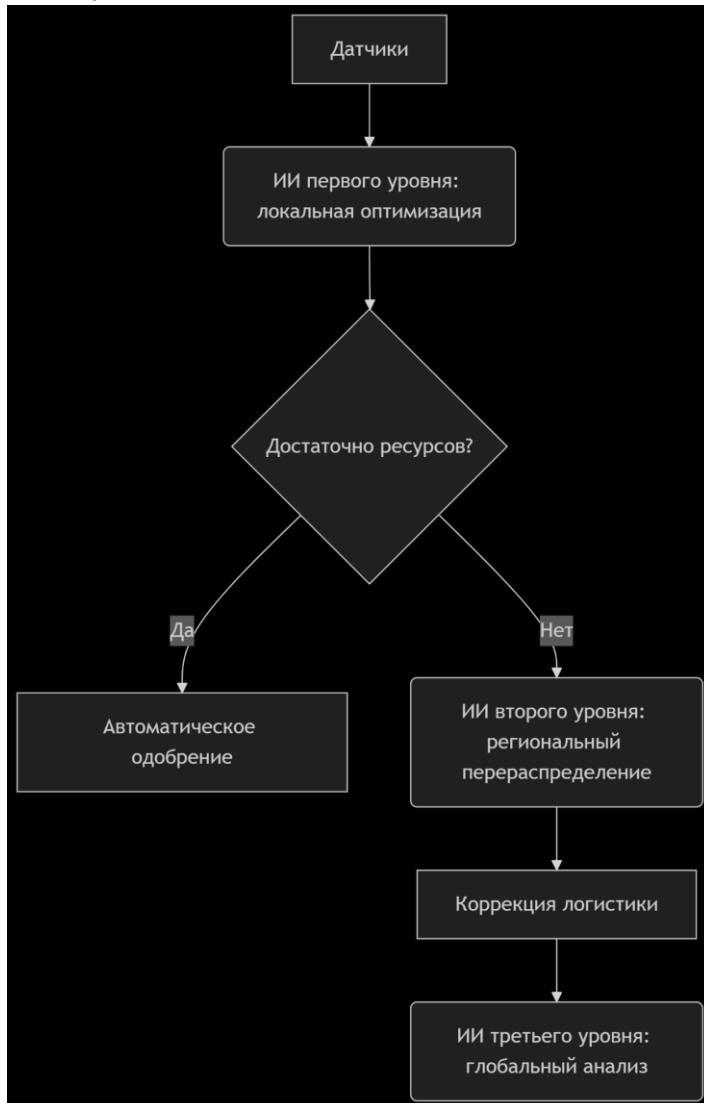 Датчики
ИИ первого уровня:
локальная оптимизация
Достаточно ресурсов?
Да
Нет
Автоматическое
одобрение
ИИ второго уровня:
региональный
перераспределение
Коррекция логистики
ИИ третьего уровня:
глобальный анализ